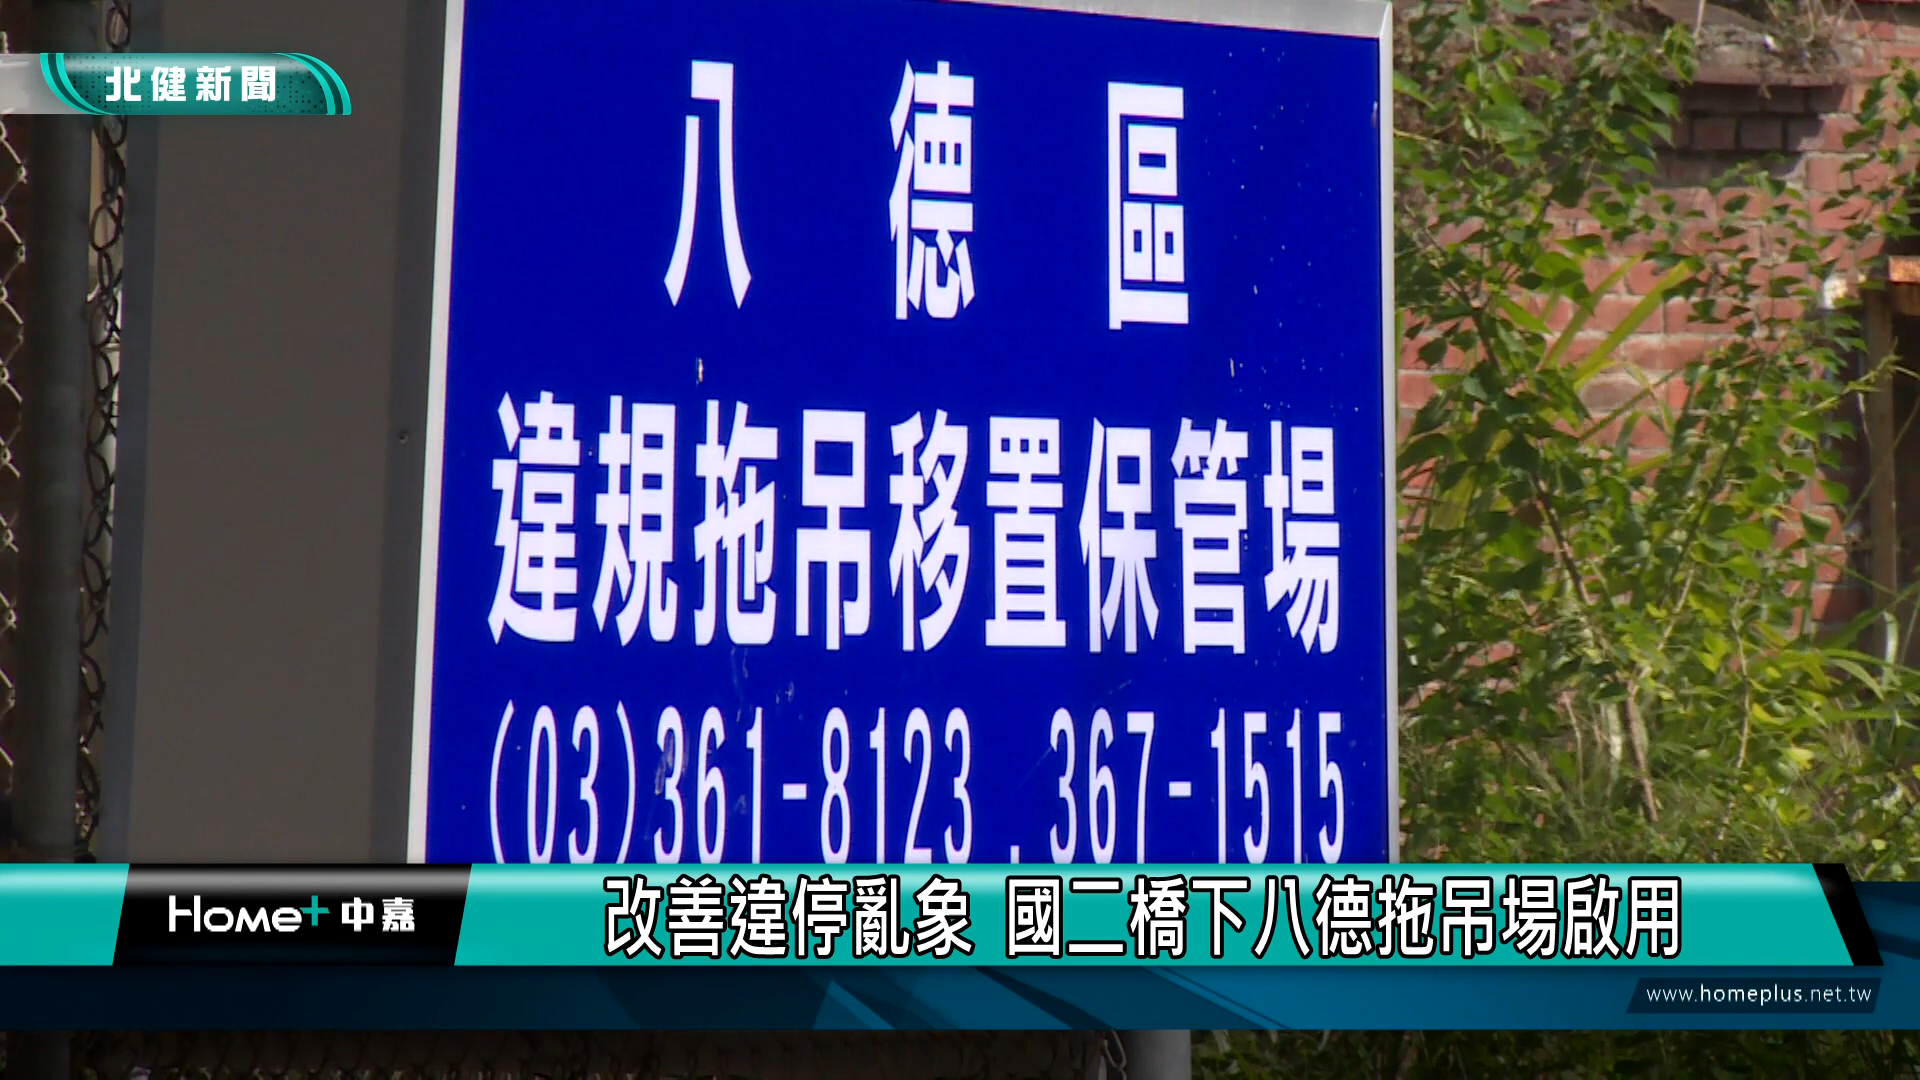 北健新聞
八德區
違規拖吊移置保管場
(03)361-8123 . 367-1515
Home+中嘉
改善違停亂象 國二橋下八德拖吊場啟用
www.homeplus.net.tw